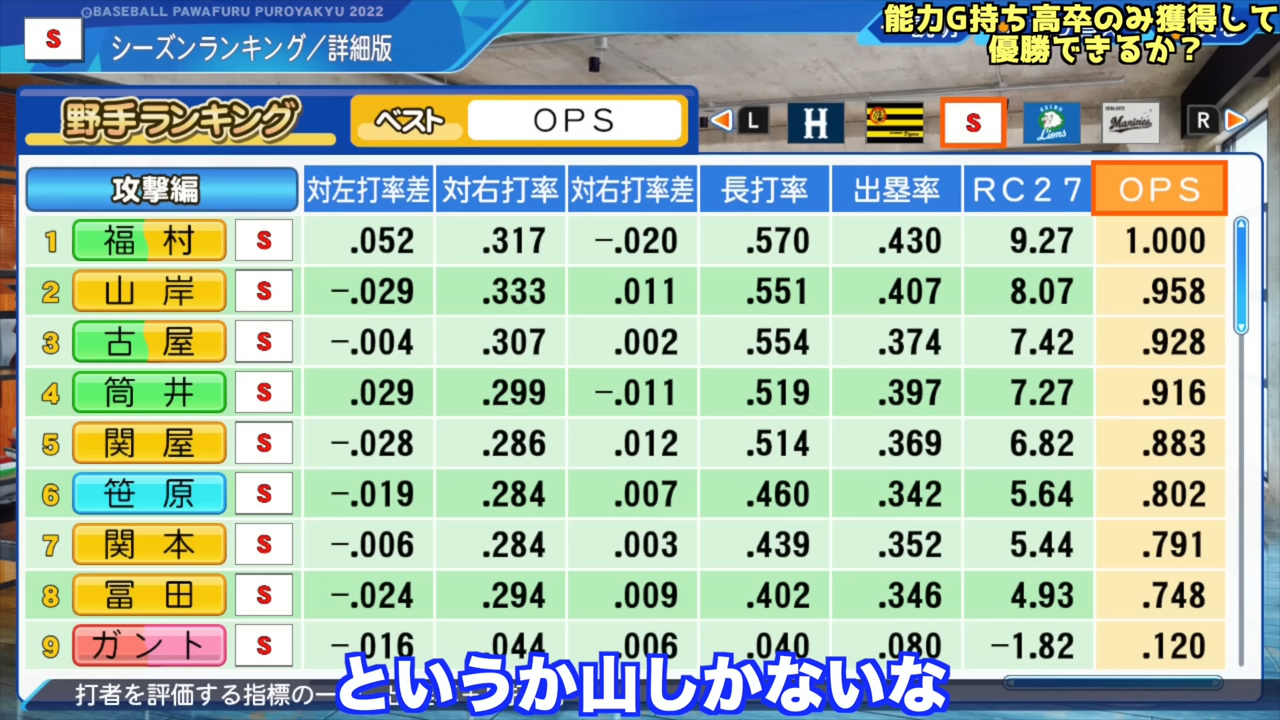 ©BASEBALL PAWAFURU PUROYAKYU 2022
能力G持ち高卒のみ獲得して
優勝できるか?
S シーズンランキング/詳細版
野手ランキング ベスト OPS L H Tigers S Lions Marines R
攻撃編 対左打率差 対右打率 対右打率差 長打率 出塁率 RC27 OPS
1 福村 S .052 .317 -.020 .570 .430 9.27 1.000
2 山岸 S -.029 .333 .011 .551 .407 8.07 .958
3 古屋 S -.004 .307 .002 .554 .374 7.42 .928
4 筒井 S .029 .299 -.011 .519 .397 7.27 .916
5 関屋 S -.028 .286 .012 .514 .369 6.82 .883
6 笹原 S -.019 .284 .007 .460 .342 5.64 .802
7 関本 S -.006 .284 .003 .439 .352 5.44 .791
8 冨田 S -.024 .294 .009 .402 .346 4.93 .748
9 ガント S -.016 .044 .006 .040 .080 -1.82 .120
打者を評価する指標の一
というか山しかないな